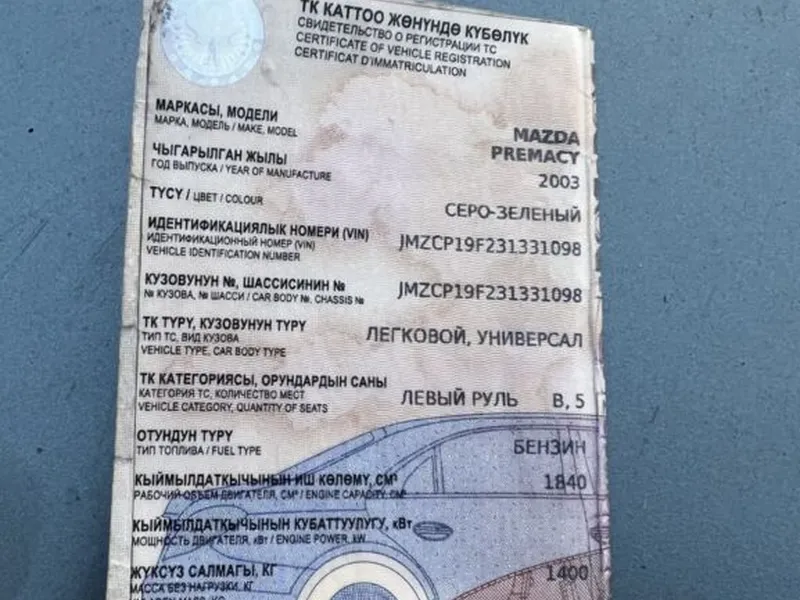 ТК КАТТОО ЖӨНҮНДӨ КҮБӨЛҮК
СВИДЕТЕЛЬСТВО О РЕГИСТРАЦИИ ТС
CERTIFICATE OF VEHICLE REGISTRATION
CERTIFICAT D'IMMATRICULATION
МАРКАСЫ, МОДЕЛИ
МАРКА, МОДЕЛЬ / MAKE, MODEL
MAZDA
PREMACY
ЧЫГАРЫЛГАН ЖЫЛЫ
ГОД ВЫПУСКА / YEAR OF MANUFACTURE
2003
ТҮСҮ / ЦВЕТ / COLOUR
СЕРО-ЗЕЛЕНЫЙ
ИДЕНТИФИКАЦИЯЛЫК НОМЕРИ (VIN)
ИДЕНТИФИКАЦИОННЫЙ НОМЕР (VIN)
VEHICLE IDENTIFICATION NUMBER
JMZCP19F231331098
КУЗОВУНУН №, ШАССИСИНИН №
№ КУЗОВА, № ШАССИ / CAR BODY №, CHASSIS №
JMZCP19F231331098
ТК ТҮРҮ, КУЗОВУНУН ТҮРҮ
ТИП ТС, ВИД КУЗОВА
VEHICLE TYPE, CAR BODY TYPE
ЛЕГКОВОЙ, УНИВЕРСАЛ
ТК КАТЕГОРИЯСЫ, ОРУНДАРДЫН САНЫ
КАТЕГОРИЯ ТС, КОЛИЧЕСТВО МЕСТ
VEHICLE CATEGORY, QUANTITY OF SEATS
ЛЕВЫЙ РУЛЬ B, 5
ОТУНДУН ТҮРҮ
ТИП ТОПЛИВА / FUEL TYPE
БЕНЗИН
КЫЙМЫЛДАТКЫЧЫНЫН ИШ КӨЛӨМҮ, СМ³
РАБОЧИЙ ОБЪЕМ ДВИГАТЕЛЯ, СМ³ / ENGINE CAPACITY, CM³
1840
КЫЙМЫЛДАТКЫЧЫНЫН КУБАТТУУЛУГУ, кВт
МОЩНОСТЬ ДВИГАТЕЛЯ, кВт / ENGINE POWER, kW
ЖҮКСҮЗ САЛМАГЫ, КГ
МАССА БЕЗ НАГРУЗКИ, КГ
1400